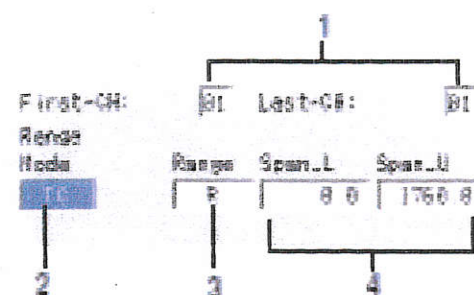 1
First-CH: 01 Last-CH: 01
Range
Mode Range Span_L Span_U
TC R 0.0 1760.0
2 3 4